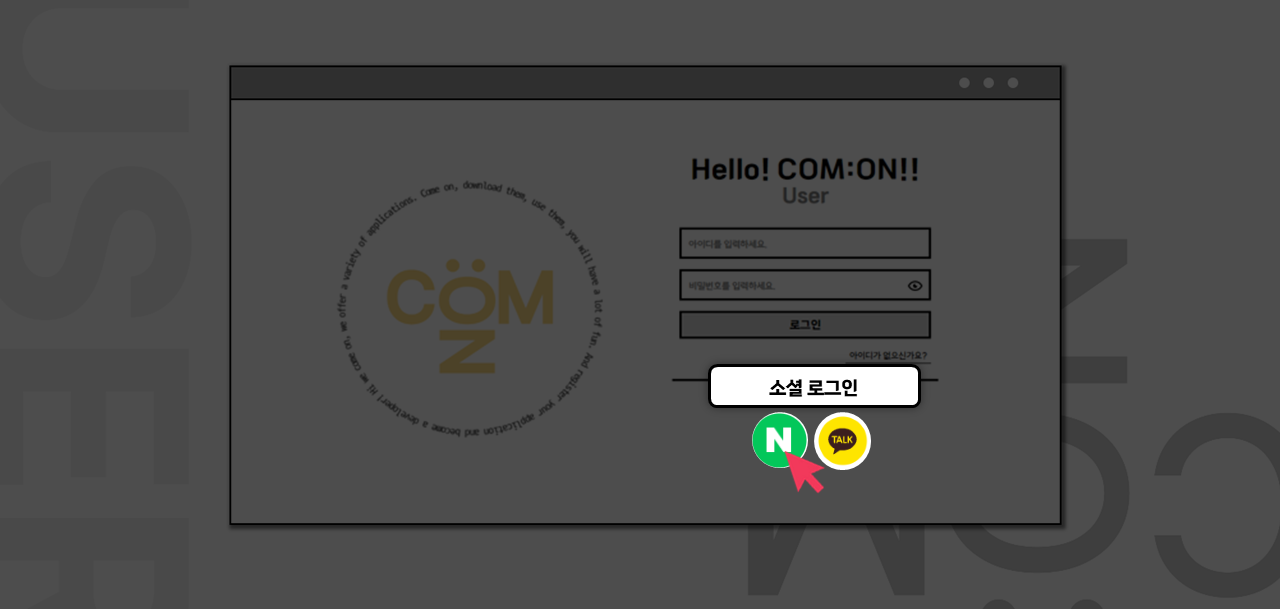 USER
Hello! COM:ON!!
User
아이디를 입력하세요.
비밀번호를 입력하세요.
로그인
아이디가 없으신가요?
소셜 로그인
N
TALK
Hi we come on, we offer a variety of applications. Come on, download them, use them, you will have a lot of fun. And register your application and become a developer!
CÖM
N
N
COM